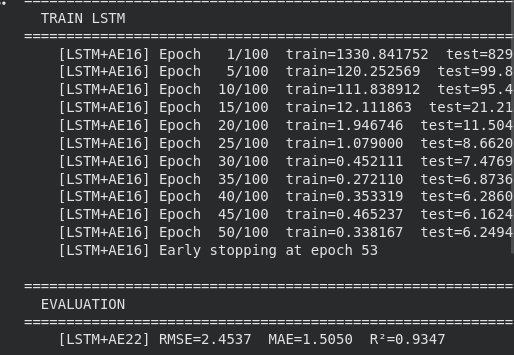 ================================================================
TRAIN LSTM
================================================================
[LSTM+AE16] Epoch   1/100  train=1330.841752  test=829
[LSTM+AE16] Epoch   5/100  train=120.252569  test=99.8
[LSTM+AE16] Epoch  10/100  train=111.838912  test=95.4
[LSTM+AE16] Epoch  15/100  train=12.111863  test=21.21
[LSTM+AE16] Epoch  20/100  train=1.946746  test=11.504
[LSTM+AE16] Epoch  25/100  train=1.079000  test=8.6620
[LSTM+AE16] Epoch  30/100  train=0.452111  test=7.4769
[LSTM+AE16] Epoch  35/100  train=0.272110  test=6.8736
[LSTM+AE16] Epoch  40/100  train=0.353319  test=6.2860
[LSTM+AE16] Epoch  45/100  train=0.465237  test=6.1624
[LSTM+AE16] Epoch  50/100  train=0.338167  test=6.2494
[LSTM+AE16] Early stopping at epoch 53
================================================================
EVALUATION
================================================================
[LSTM+AE22] RMSE=2.4537  MAE=1.5050  R²=0.9347